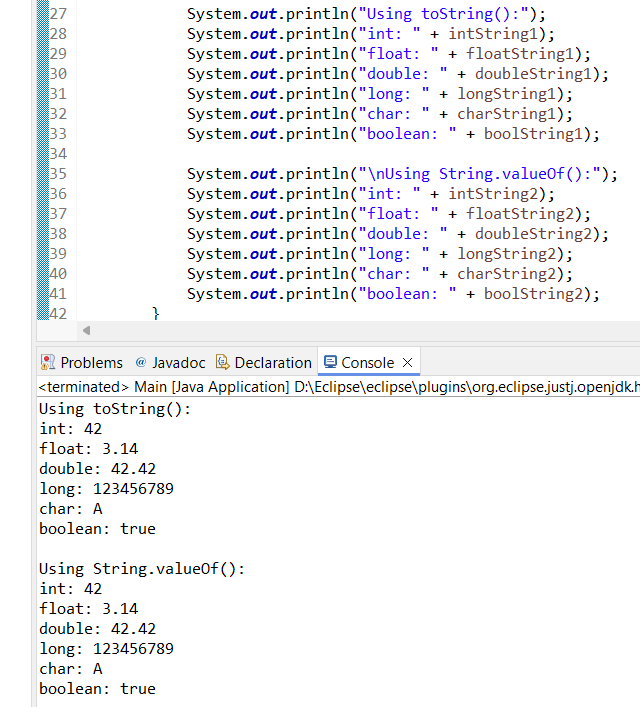 27 System.out.println("Using toString():");
28 System.out.println("int: " + intString1);
29 System.out.println("float: " + floatString1);
30 System.out.println("double: " + doubleString1);
31 System.out.println("long: " + longString1);
32 System.out.println("char: " + charString1);
33 System.out.println("boolean: " + boolString1);
34
35 System.out.println("\nUsing String.valueOf():");
36 System.out.println("int: " + intString2);
37 System.out.println("float: " + floatString2);
38 System.out.println("double: " + doubleString2);
39 System.out.println("long: " + longString2);
40 System.out.println("char: " + charString2);
41 System.out.println("boolean: " + boolString2);
42 }
Problems @ Javadoc Declaration Console
<terminated> Main [Java Application] D:\Eclipse\eclipse\plugins\org.eclipse.justj.openjdk.h
Using toString():
int: 42
float: 3.14
double: 42.42
long: 123456789
char: A
boolean: true
Using String.valueOf():
int: 42
float: 3.14
double: 42.42
long: 123456789
char: A
boolean: true